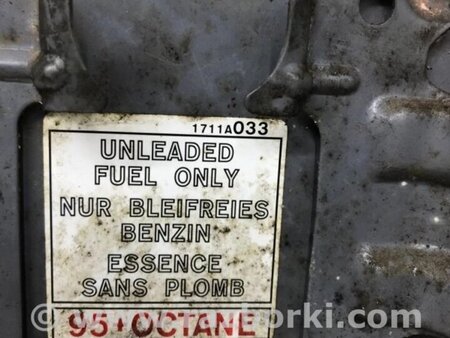 1711A033
UNLEADED
FUEL ONLY
NUR BLEIFREIES
BENZIN
ESSENCE
SANS PLOMB
95+OCTANE